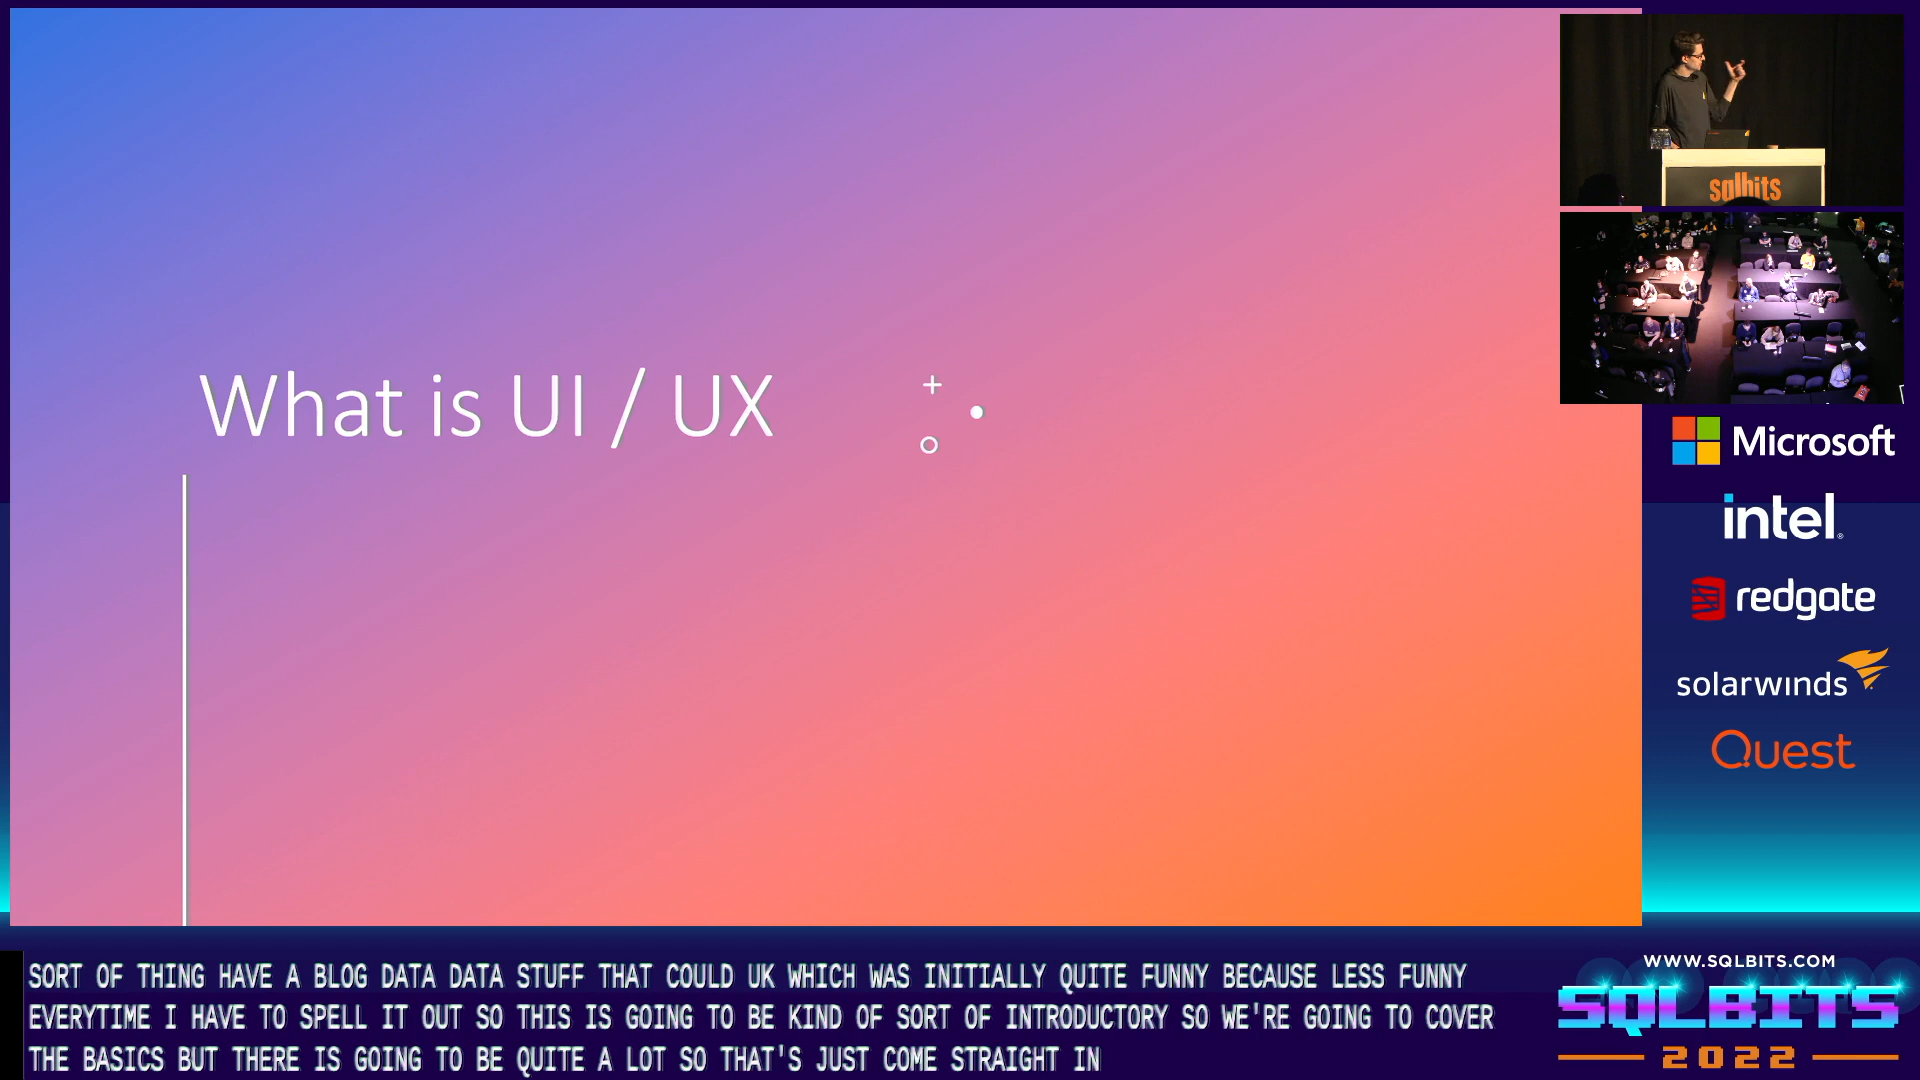 What is UI / UX
sqlbits
Microsoft
intel
redgate
solarwinds
Quest
SORT OF THING HAVE A BLOG DATA DATA STUFF THAT COULD UK WHICH WAS INITIALLY QUITE FUNNY BECAUSE LESS FUNNY
EVERYTIME I HAVE TO SPELL IT OUT SO THIS IS GOING TO BE KIND OF SORT OF INTRODUCTORY SO WE'RE GOING TO COVER
THE BASICS BUT THERE IS GOING TO BE QUITE A LOT SO THAT'S JUST COME STRAIGHT IN
WWW.SQLBITS.COM
SQLBITS
2022